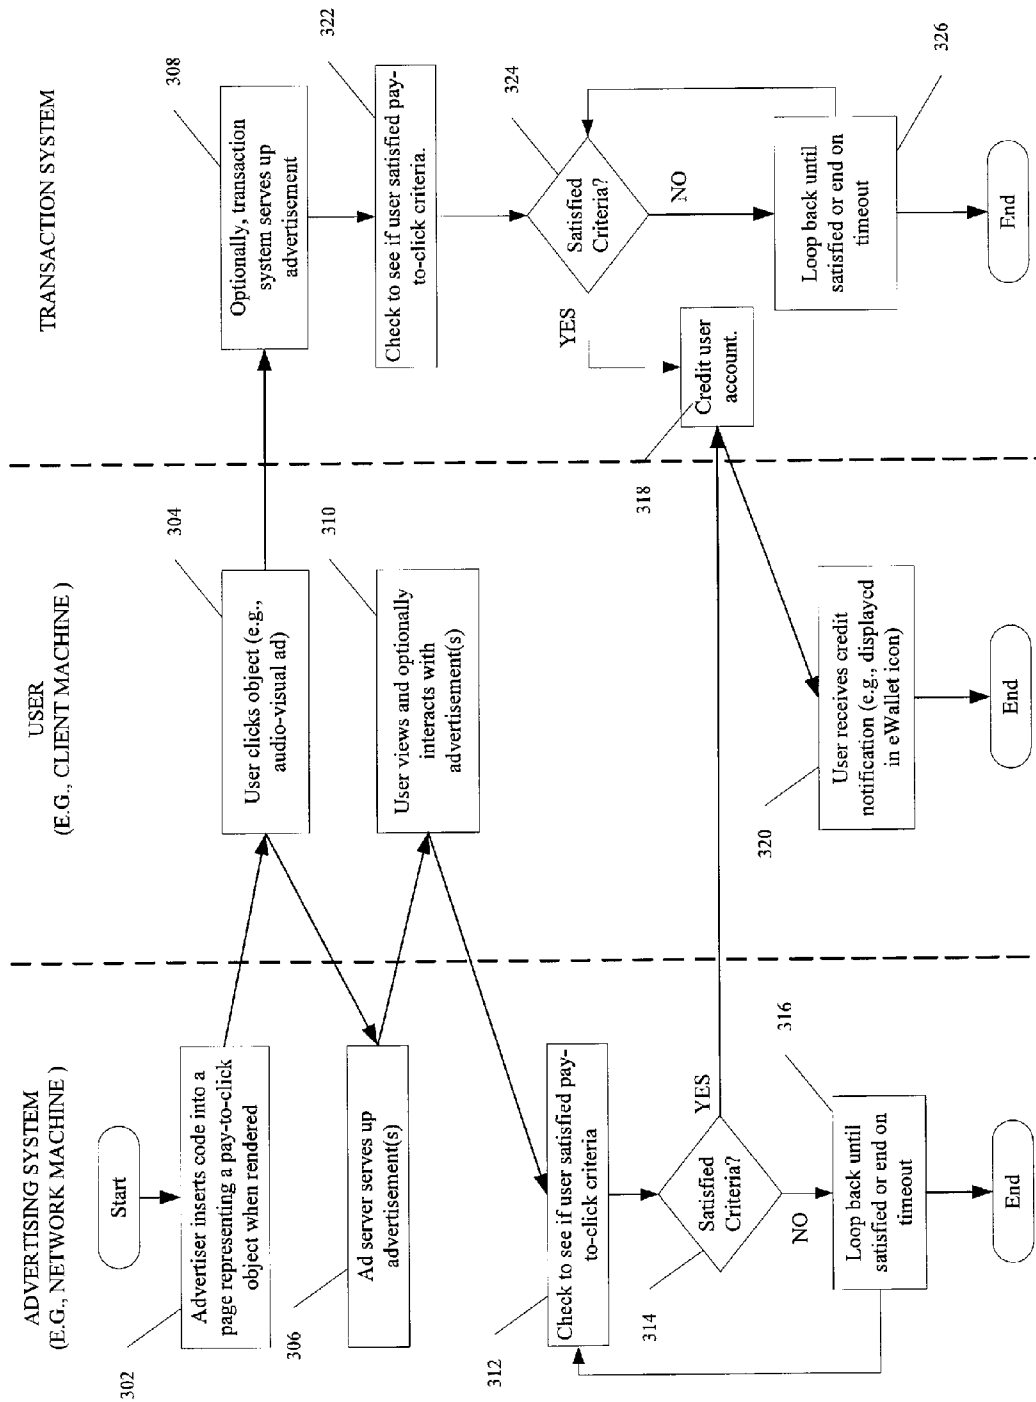 ADVERTISING SYSTEM
(E.G., NETWORK MACHINE )
USER
(E.G., CLIENT MACHINE )
TRANSACTION SYSTEM
Start
302
Advertiser inserts code into a
page representing a pay-to-click
object when rendered
304
User clicks object (e.g.,
audio-visual ad)
308
Optionally, transaction
system serves up
advertisement
306
Ad server serves up
advertisement(s)
310
User views and optionally
interacts with
advertisement(s)
322
Check to see if user satisfied pay-
to-click criteria.
312
Check to see if user satisfied pay-
to-click criteria
324
Satisfied
Criteria?
YES
NO
314
Satisfied
Criteria?
YES
NO
318
Credit user
account.
316
Loop back until
satisfied or end on
timeout
320
User receives credit
notification (e.g., displayed
in eWallet icon)
326
Loop back until
satisfied or end on
timeout
End
End
End